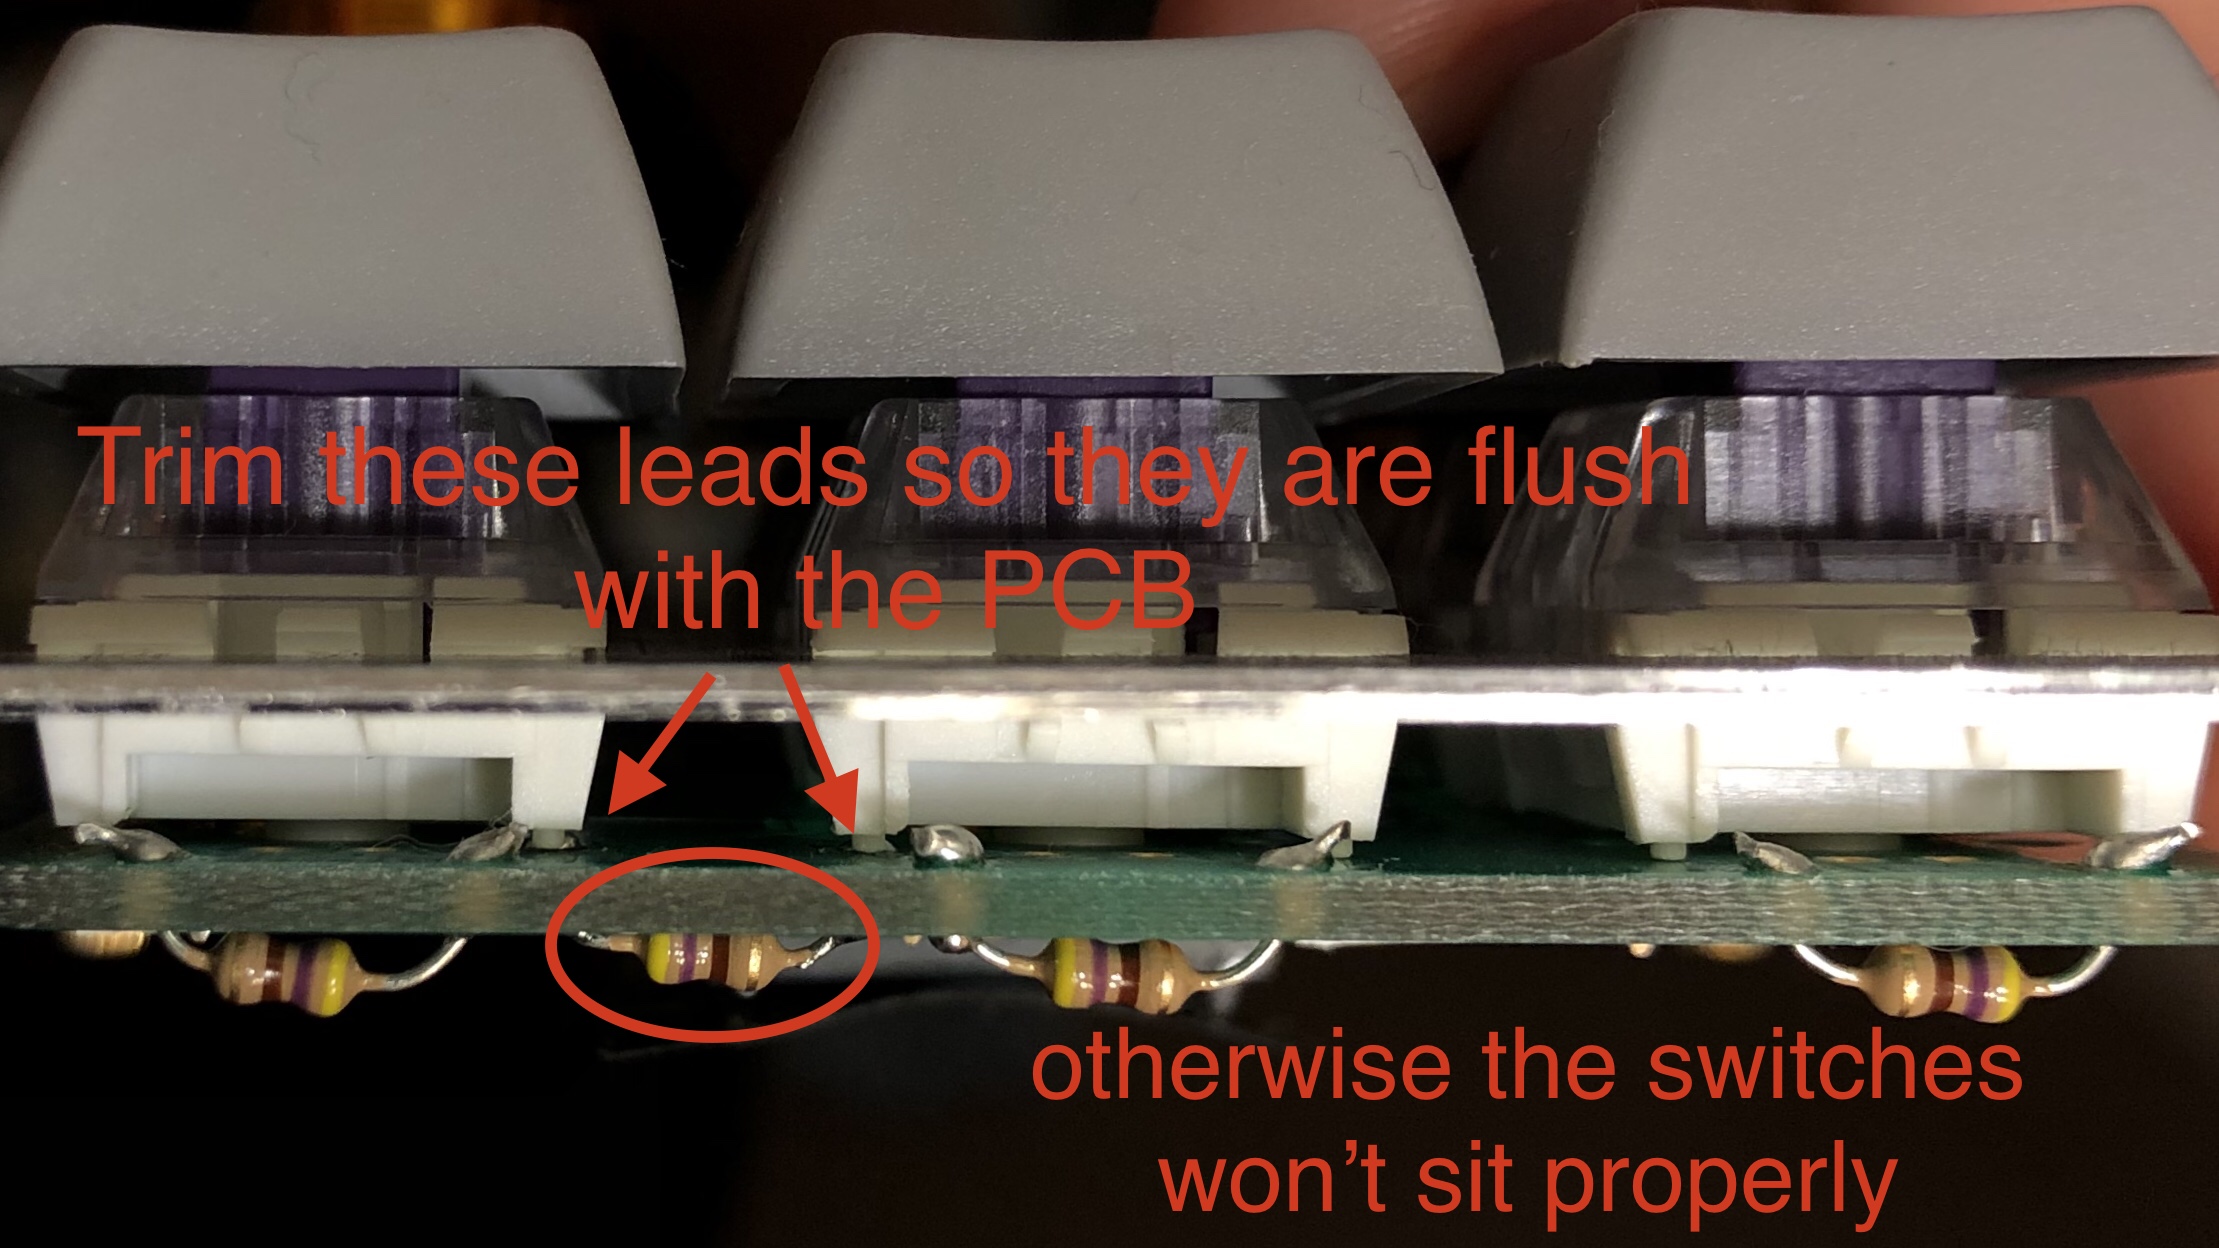 Trim these leads so they are flush
with the PCB
otherwise the switches
won’t sit properly